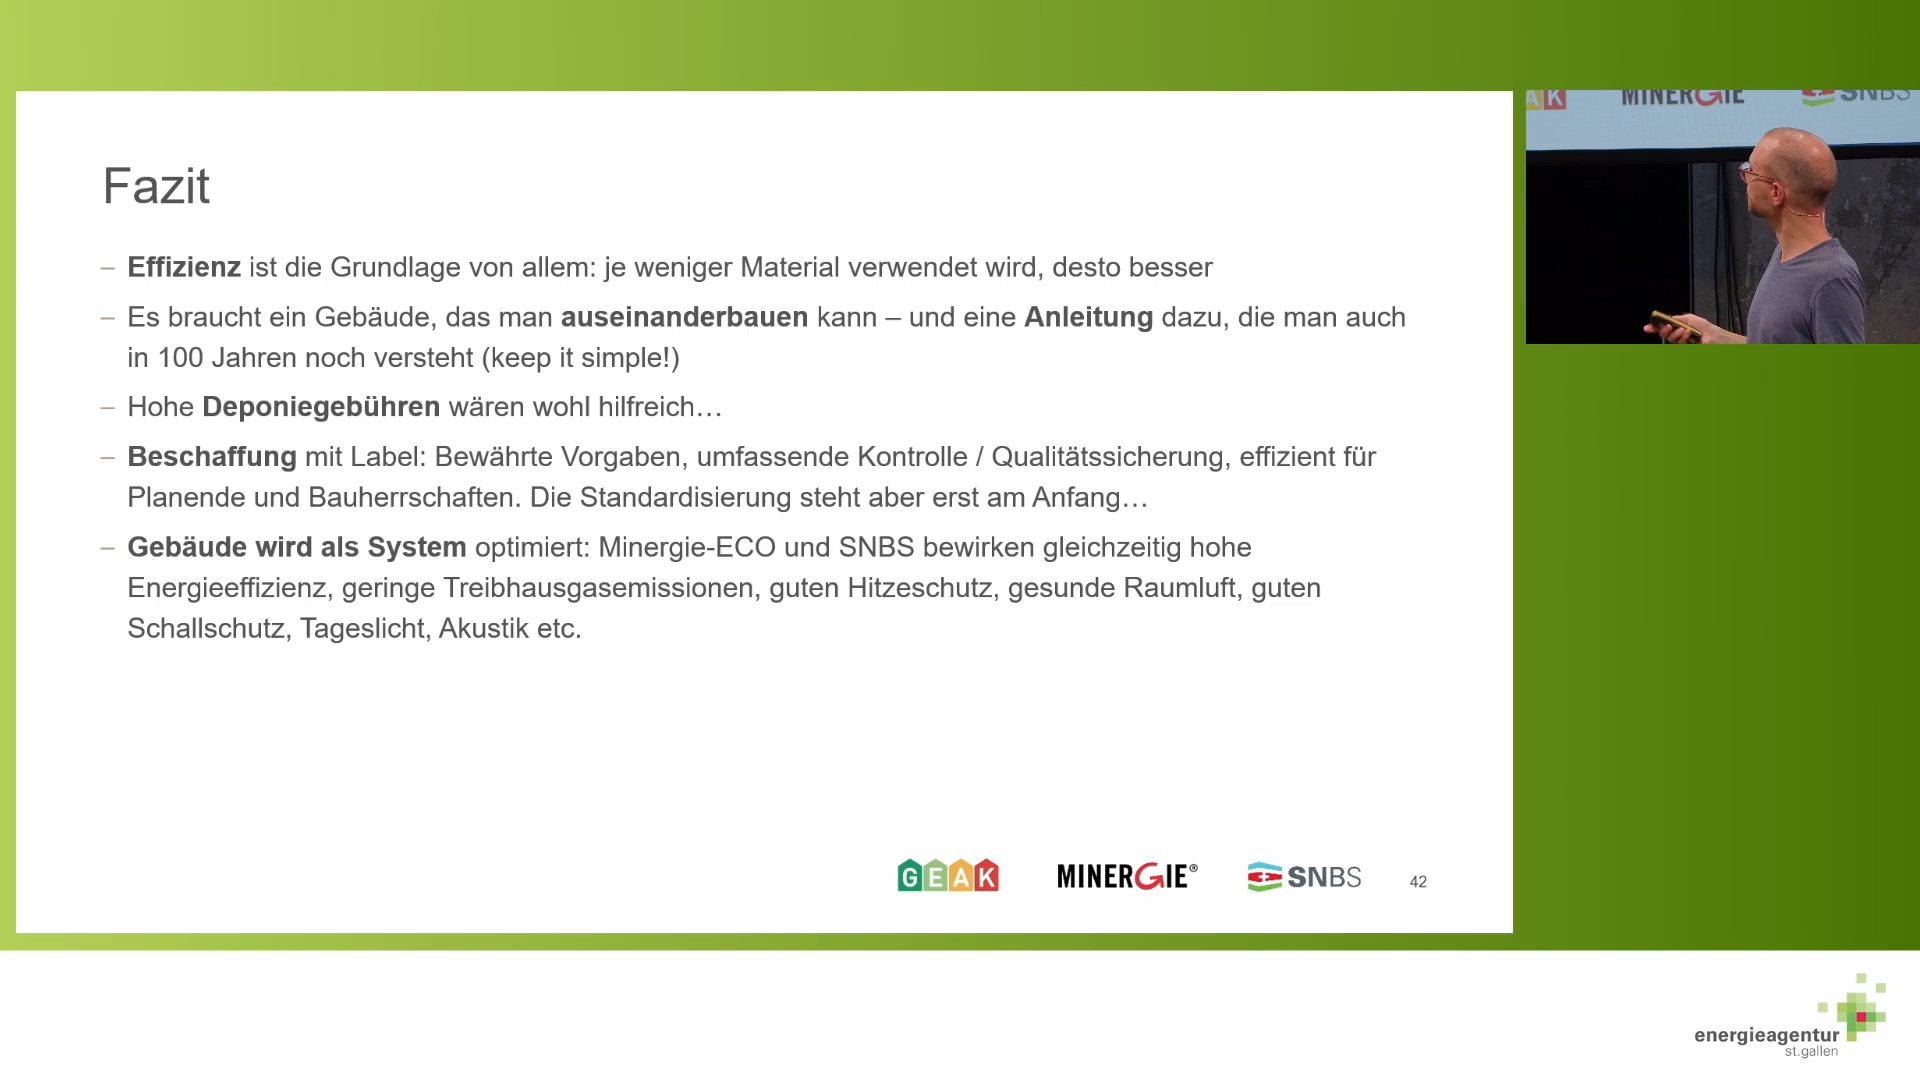 Fazit
– Effizienz ist die Grundlage von allem: je weniger Material verwendet wird, desto besser
– Es braucht ein Gebäude, das man auseinanderbauen kann – und eine Anleitung dazu, die man auch
in 100 Jahren noch versteht (keep it simple!)
– Hohe Deponiegebühren wären wohl hilfreich…
– Beschaffung mit Label: Bewährte Vorgaben, umfassende Kontrolle / Qualitätssicherung, effizient für
Planende und Bauherrschaften. Die Standardisierung steht aber erst am Anfang…
– Gebäude wird als System optimiert: Minergie-ECO und SNBS bewirken gleichzeitig hohe
Energieeffizienz, geringe Treibhausgasemissionen, guten Hitzeschutz, gesunde Raumluft, guten
Schallschutz, Tageslicht, Akustik etc.
GEAK MINERGIE® SNBS 42
AK MINERGIE SNBS
energieagentur
st.gallen